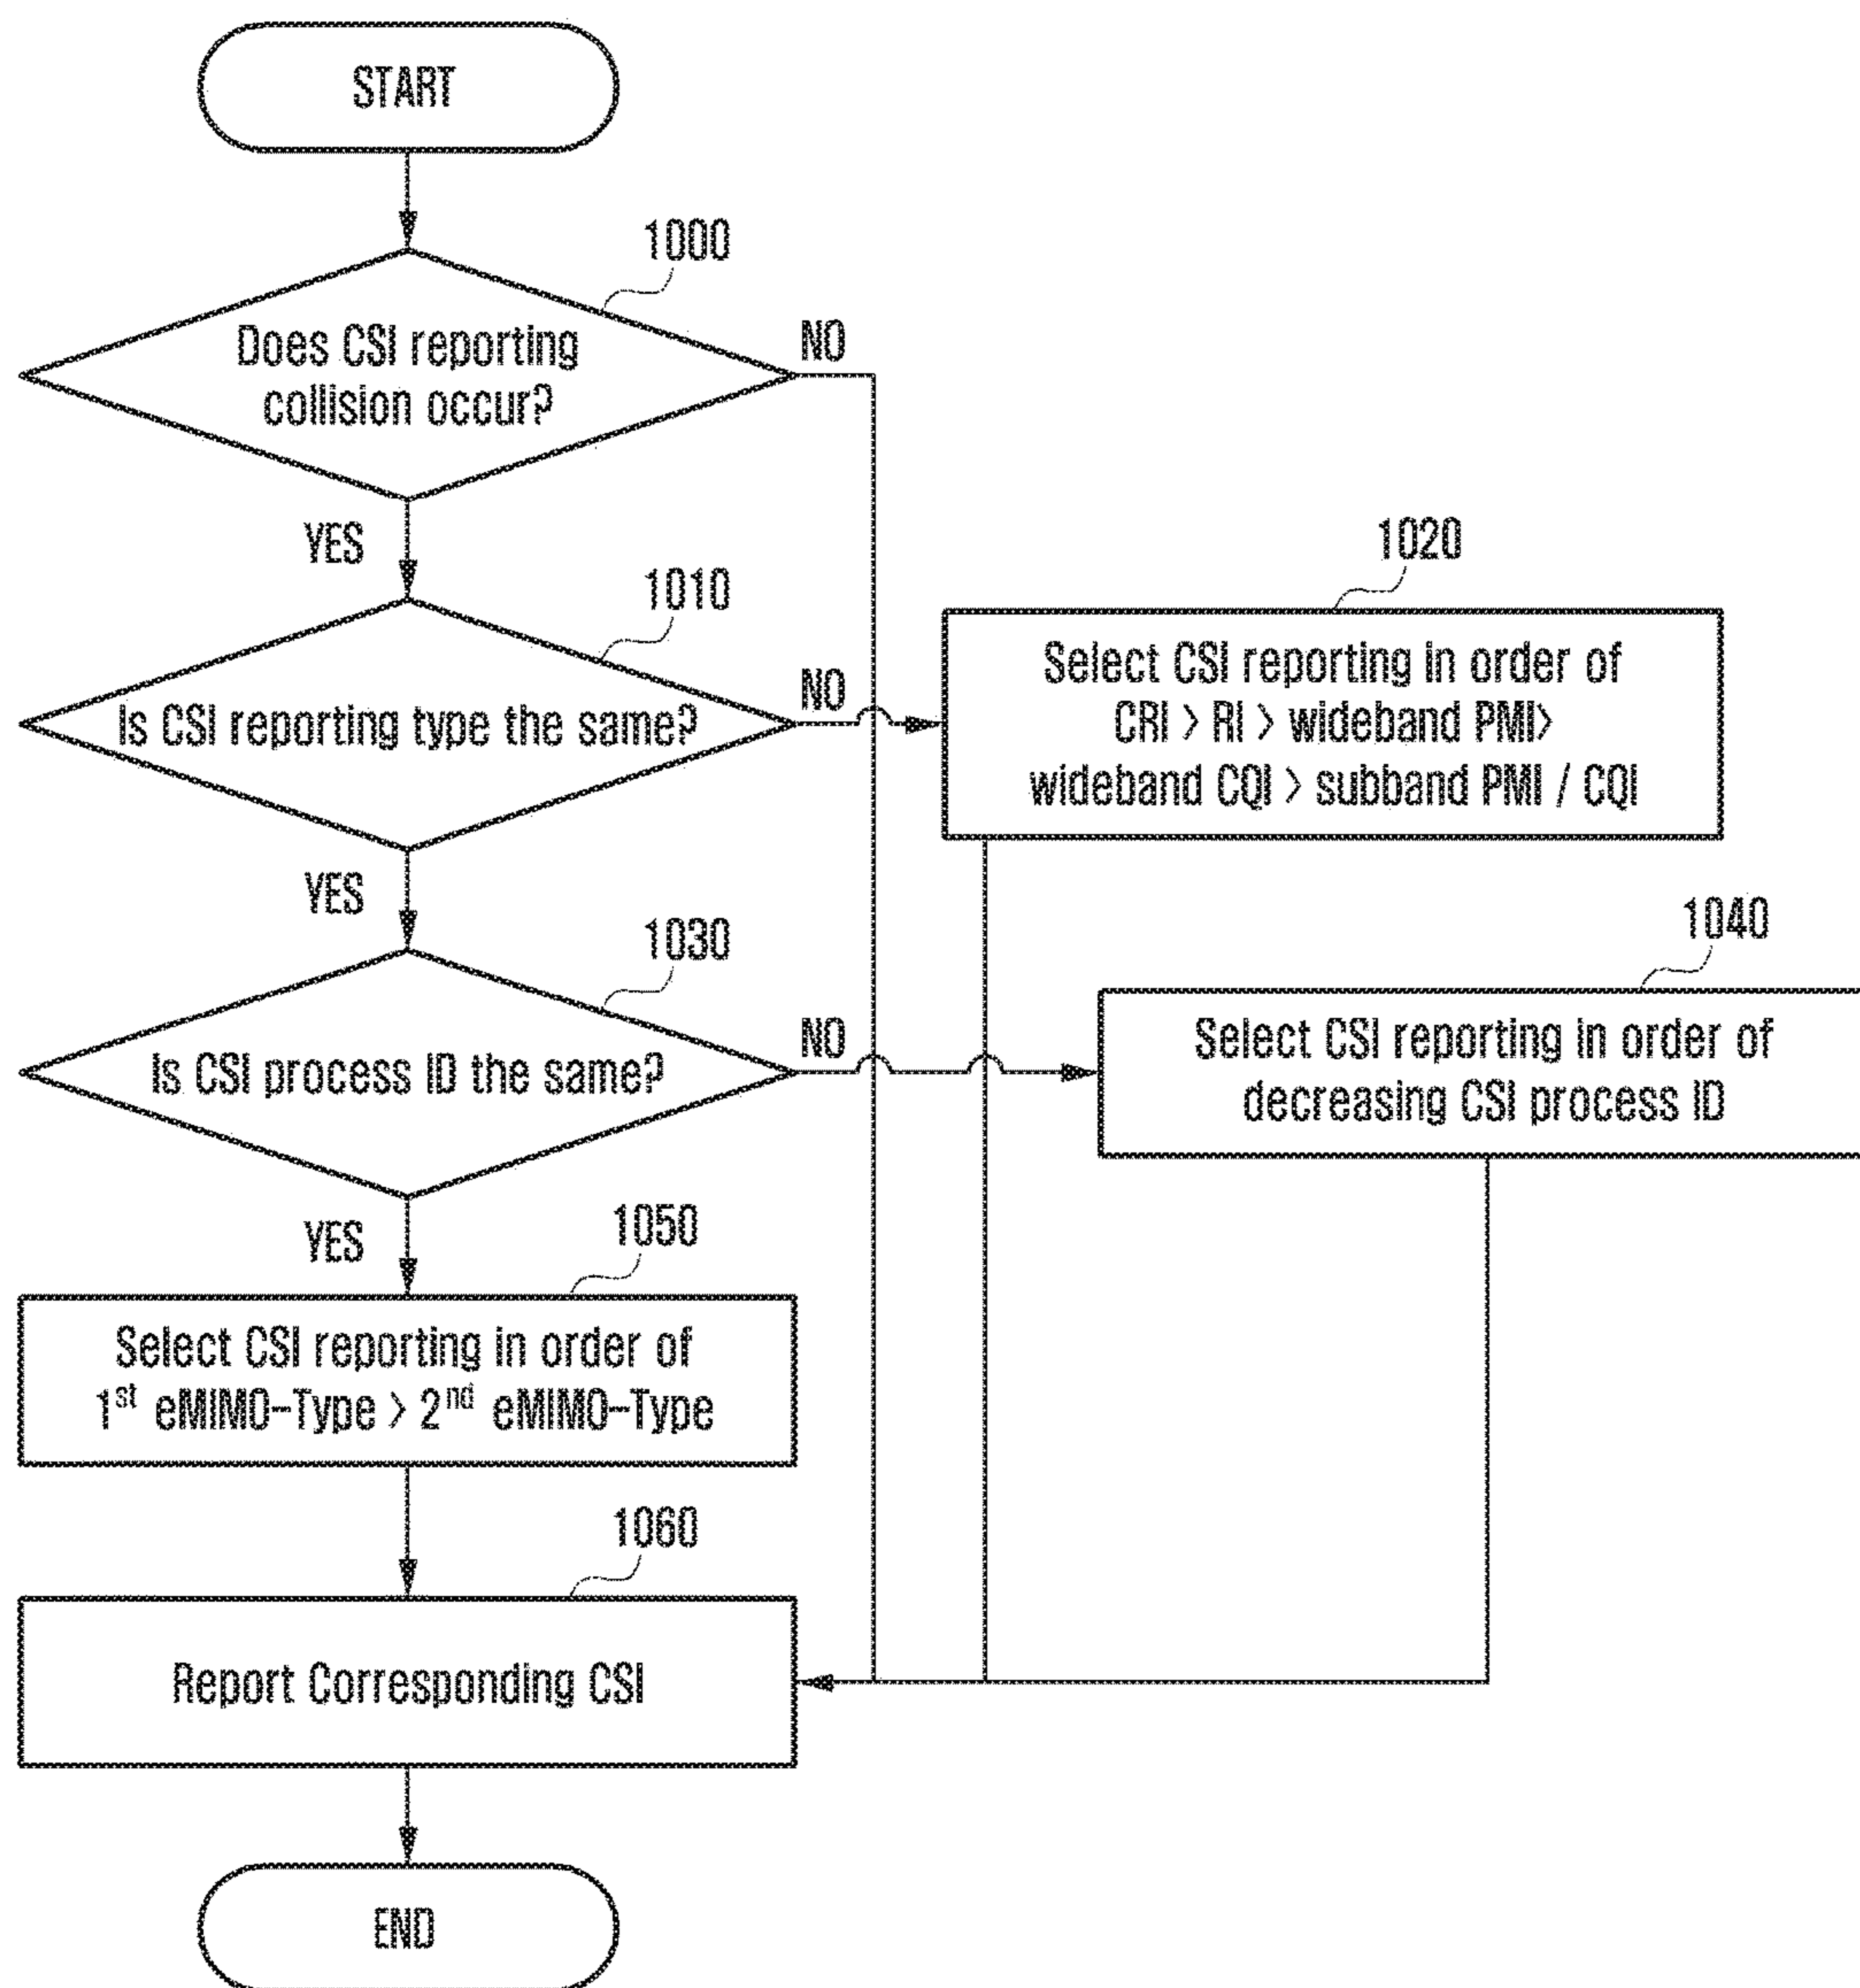 START
1000
Does CSI reporting
collision occur?
NO
YES
1010
Is CSI reporting type the same?
NO
1020
Select CSI reporting in order of
CRI > RI > wideband PMI>
wideband CQI > subband PMI / CQI
YES
1030
Is CSI process ID the same?
NO
1040
Select CSI reporting in order of
decreasing CSI process ID
YES
1050
Select CSI reporting in order of
1st eMIMO-Type > 2nd eMIMO-Type
1060
Report Corresponding CSI
END